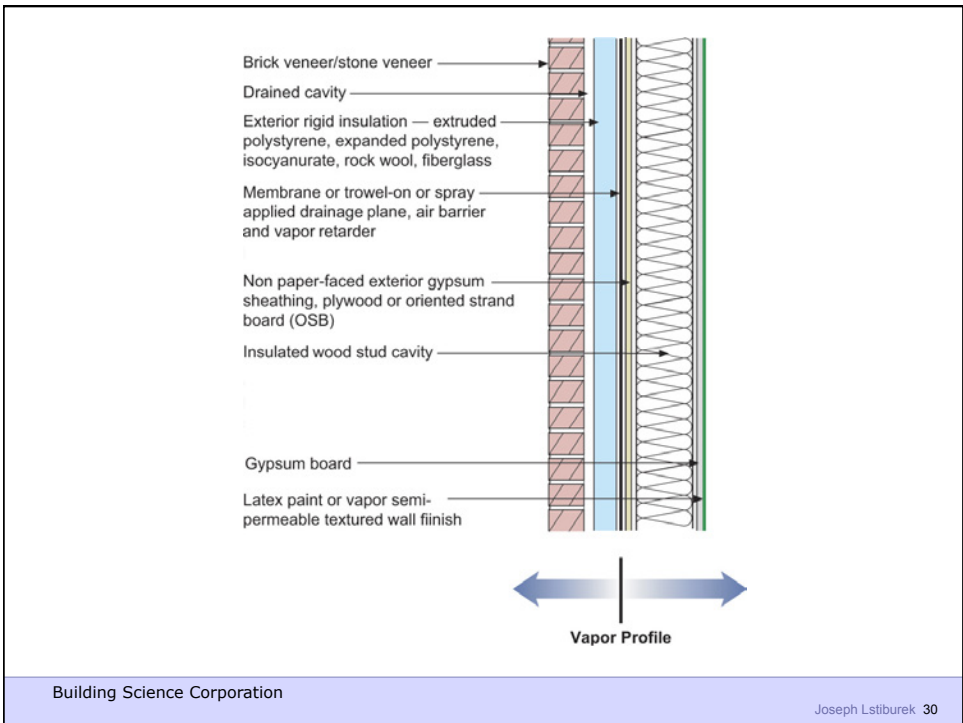 Brick veneer/stone veneer
Drained cavity
Exterior rigid insulation — extruded
polystyrene, expanded polystyrene,
isocyanurate, rock wool, fiberglass
Membrane or trowel-on or spray
applied drainage plane, air barrier
and vapor retarder
Non paper-faced exterior gypsum
sheathing, plywood or oriented strand
board (OSB)
Insulated wood stud cavity
Gypsum board
Latex paint or vapor semi-
permeable textured wall fiinish
Vapor Profile
Building Science Corporation
Joseph Lstiburek 30